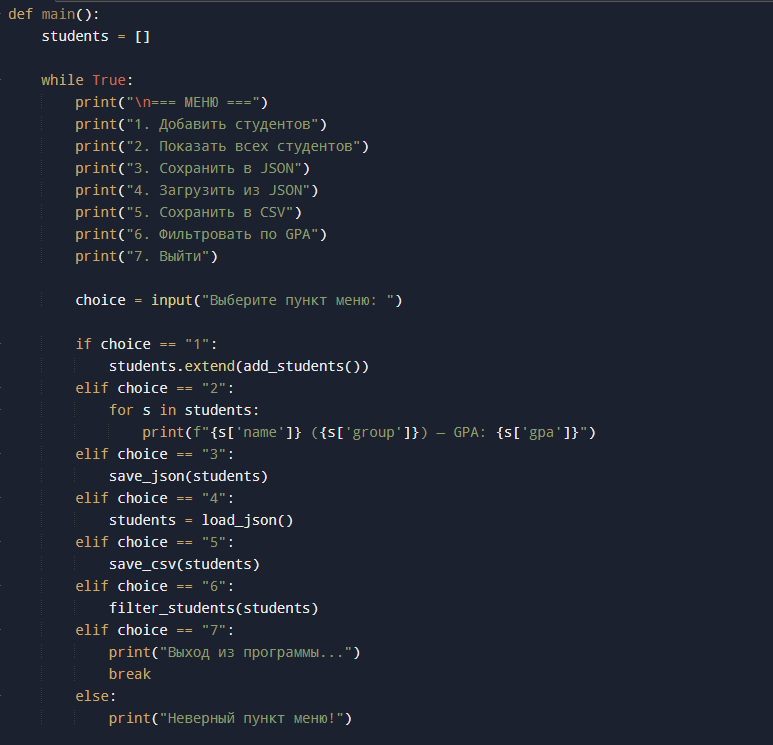 def main():
    students = []
    while True:
        print("\n=== МЕНЮ ===")
        print("1. Добавить студентов")
        print("2. Показать всех студентов")
        print("3. Сохранить в JSON")
        print("4. Загрузить из JSON")
        print("5. Сохранить в CSV")
        print("6. Фильтровать по GPA")
        print("7. Выйти")
        choice = input("Выберите пункт меню: ")
        if choice == "1":
            students.extend(add_students())
        elif choice == "2":
            for s in students:
                print(f"{s['name']} ({s['group']}) — GPA: {s['gpa']}")
        elif choice == "3":
            save_json(students)
        elif choice == "4":
            students = load_json()
        elif choice == "5":
            save_csv(students)
        elif choice == "6":
            filter_students(students)
        elif choice == "7":
            print("Выход из программы...")
            break
        else:
            print("Неверный пункт меню!")